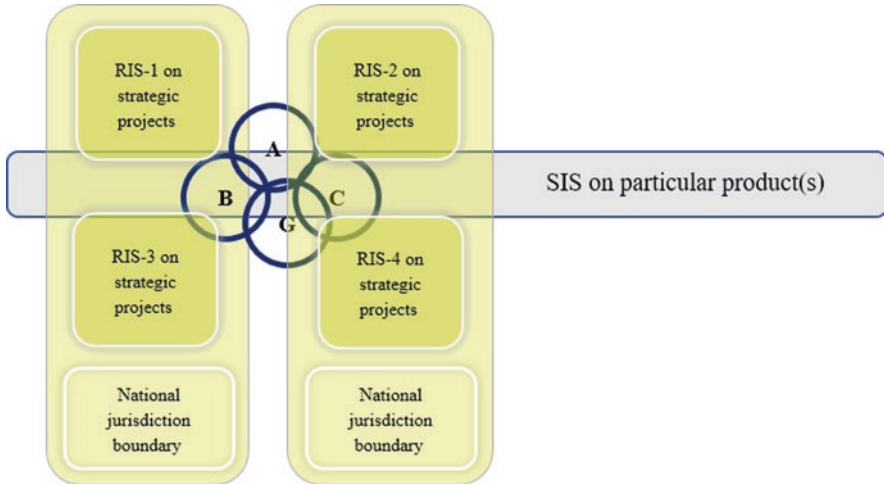 RIS-1 on
strategic
projects
RIS-2 on
strategic
projects
A
B
C
G
SIS on particular product(s)
RIS-3 on
strategic
projects
RIS-4 on
strategic
projects
National
jurisdiction
boundary
National
jurisdiction
boundary